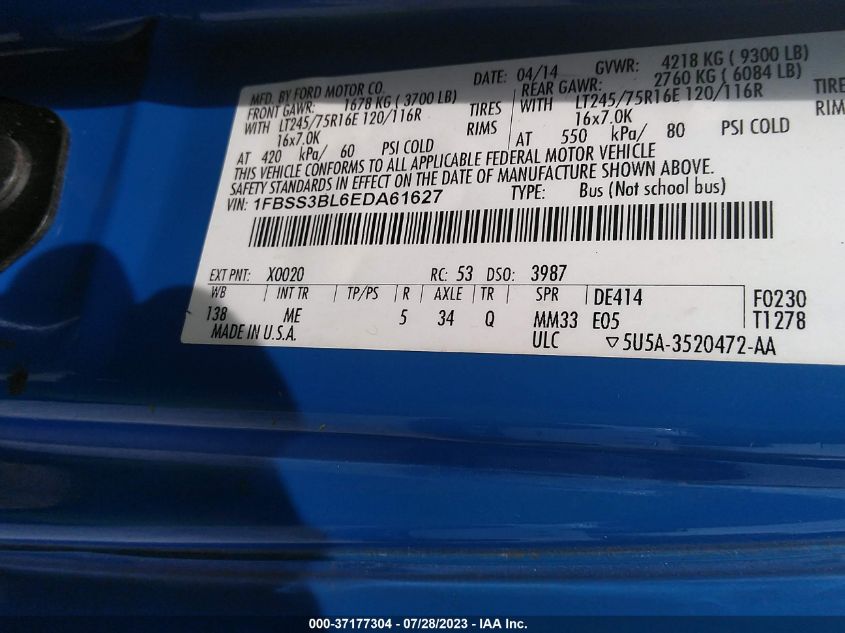 MFD. BY FORD MOTOR CO. DATE: 04/14 GVWR: 4218 KG ( 9300 LB)
FRONT GAWR: 1678 KG ( 3700 LB) REAR GAWR: 2760 KG ( 6084 LB)
WITH LT245/75R16E 120/116R TIRES WITH LT245/75R16E 120/116R TIRES
16x7.0K RIMS 16x7.0K RIM
AT 420 kPa/ 60 PSI COLD AT 550 kPa/ 80 PSI COLD
THIS VEHICLE CONFORMS TO ALL APPLICABLE FEDERAL MOTOR VEHICLE
SAFETY STANDARDS IN EFFECT ON THE DATE OF MANUFACTURE SHOWN ABOVE.
VIN: 1FBSS3BL6EDA61627 TYPE: Bus (Not school bus)
EXT PNT: XO020 RC: 53 DSO: 3987
WB INT TR TP/PS R AXLE TR SPR DE414 F0230
138 ME 5 34 Q MM33 E05 T1278
MADE IN U.S.A. ULC ▽5U5A-3520472-AA
000-37177304 - 07/28/2023 - IAA Inc.